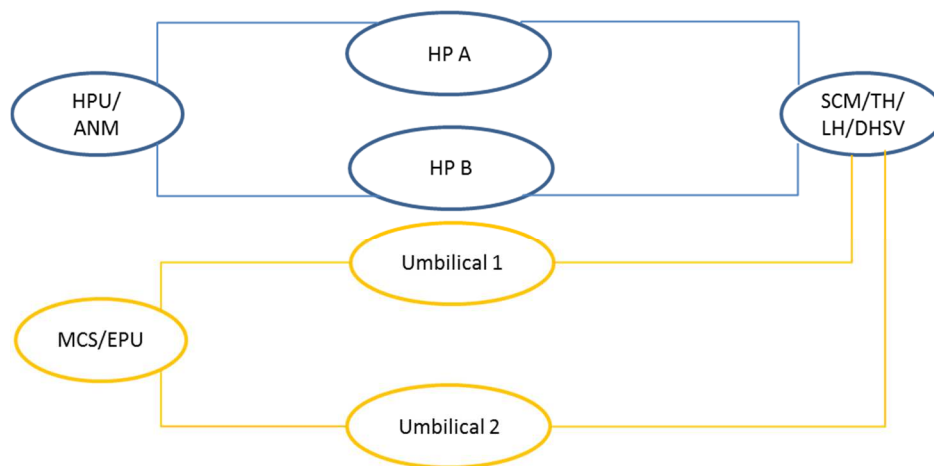 HP A
HPU/
ANM
SCM/TH/
LH/DHSV
HP B
Umbilical 1
MCS/EPU
Umbilical 2